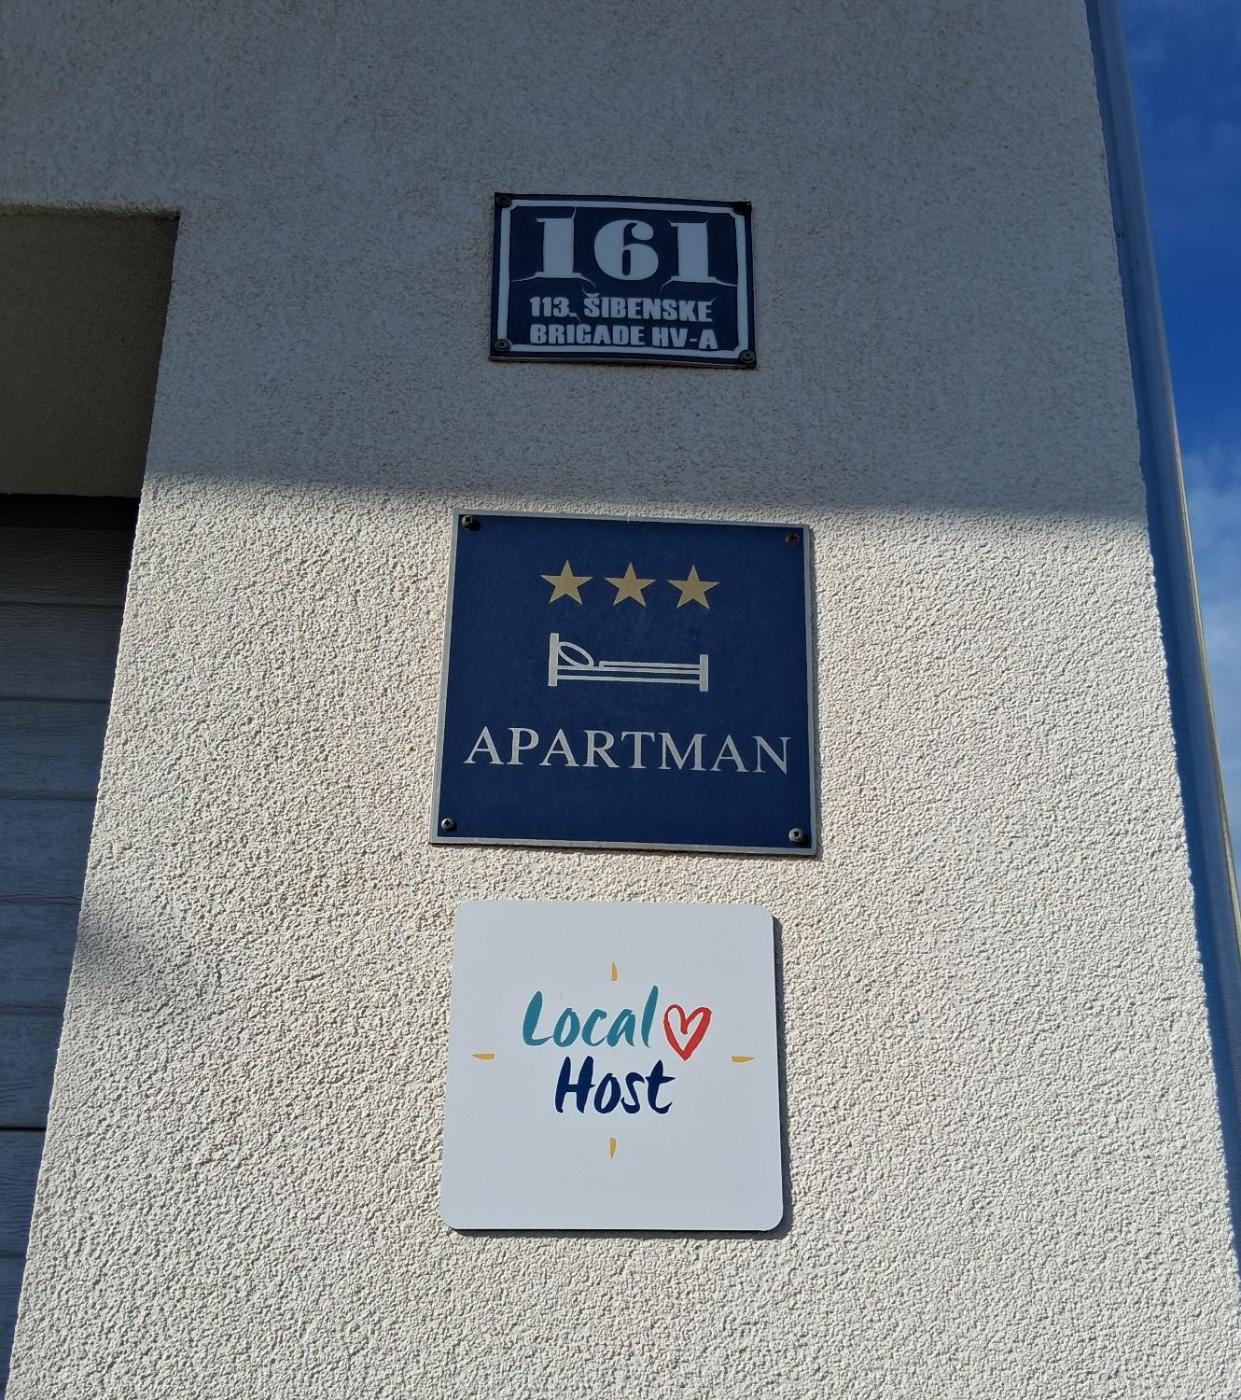 161
113. ŠIBENSKE
BRIGADE HV-A
APARTMAN
Local
Host